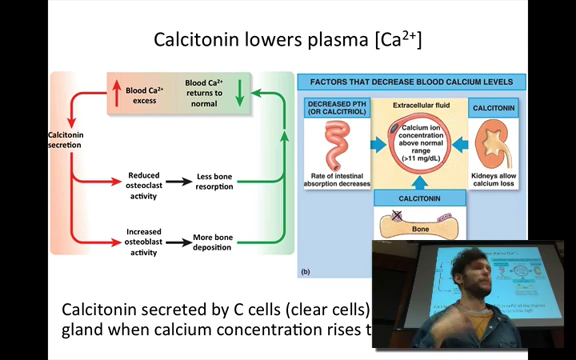 Calcitonin lowers plasma [Ca²⁺]
Blood Ca²⁺
excess
Blood Ca²⁺
returns to
normal
Calcitonin
secretion
Reduced
osteoclast
activity
Less bone
resorption
Increased
osteoblast
activity
More bone
deposition
FACTORS THAT DECREASE BLOOD CALCIUM LEVELS
DECREASED PTH
(OR CALCITRIOL)
Rate of intestinal
absorption decreases
Extracellular fluid
Calcium ion
concentration
above normal
range
(>11 mg/dL)
CALCITONIN
Kidneys allow
calcium loss
CALCITONIN
Bone
(b)
Calcitonin secreted by C cells (clear cells)
gland when calcium concentration rises